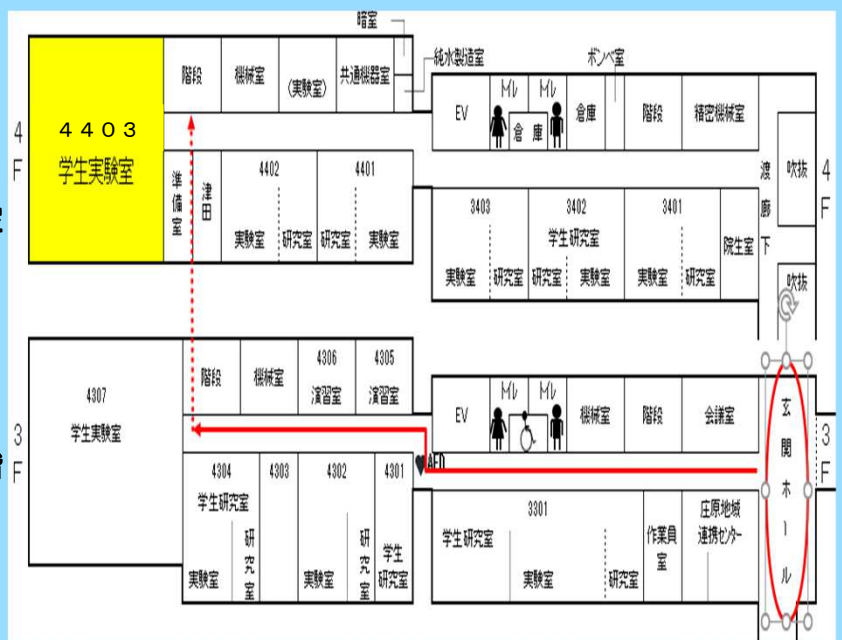 暗室
純水製造室
ボンベ室
階段
機械室
(実験室)
共通機器室
4F
4403
学生実験室
EV
トイレ
トイレ
倉庫
倉庫
階段
精密機械室
渡廊下
吹抜
4F
準備室
津田
4402
実験室
研究室
4401
研究室
実験室
3403
実験室
研究室
3402
学生研究室
研究室
実験室
3401
実験室
研究室
院生室
吹抜
3F
4307
学生実験室
階段
機械室
4306
演習室
4305
演習室
EV
トイレ
トイレ
機械室
階段
会議室
玄関ホール
3F
AED
4304
学生研究室
実験室
研究室
4303
4302
実験室
研究室
4301
学生
研究室
3301
学生研究室
実験室
研究室
作業員
室
庄原地域
連携センター